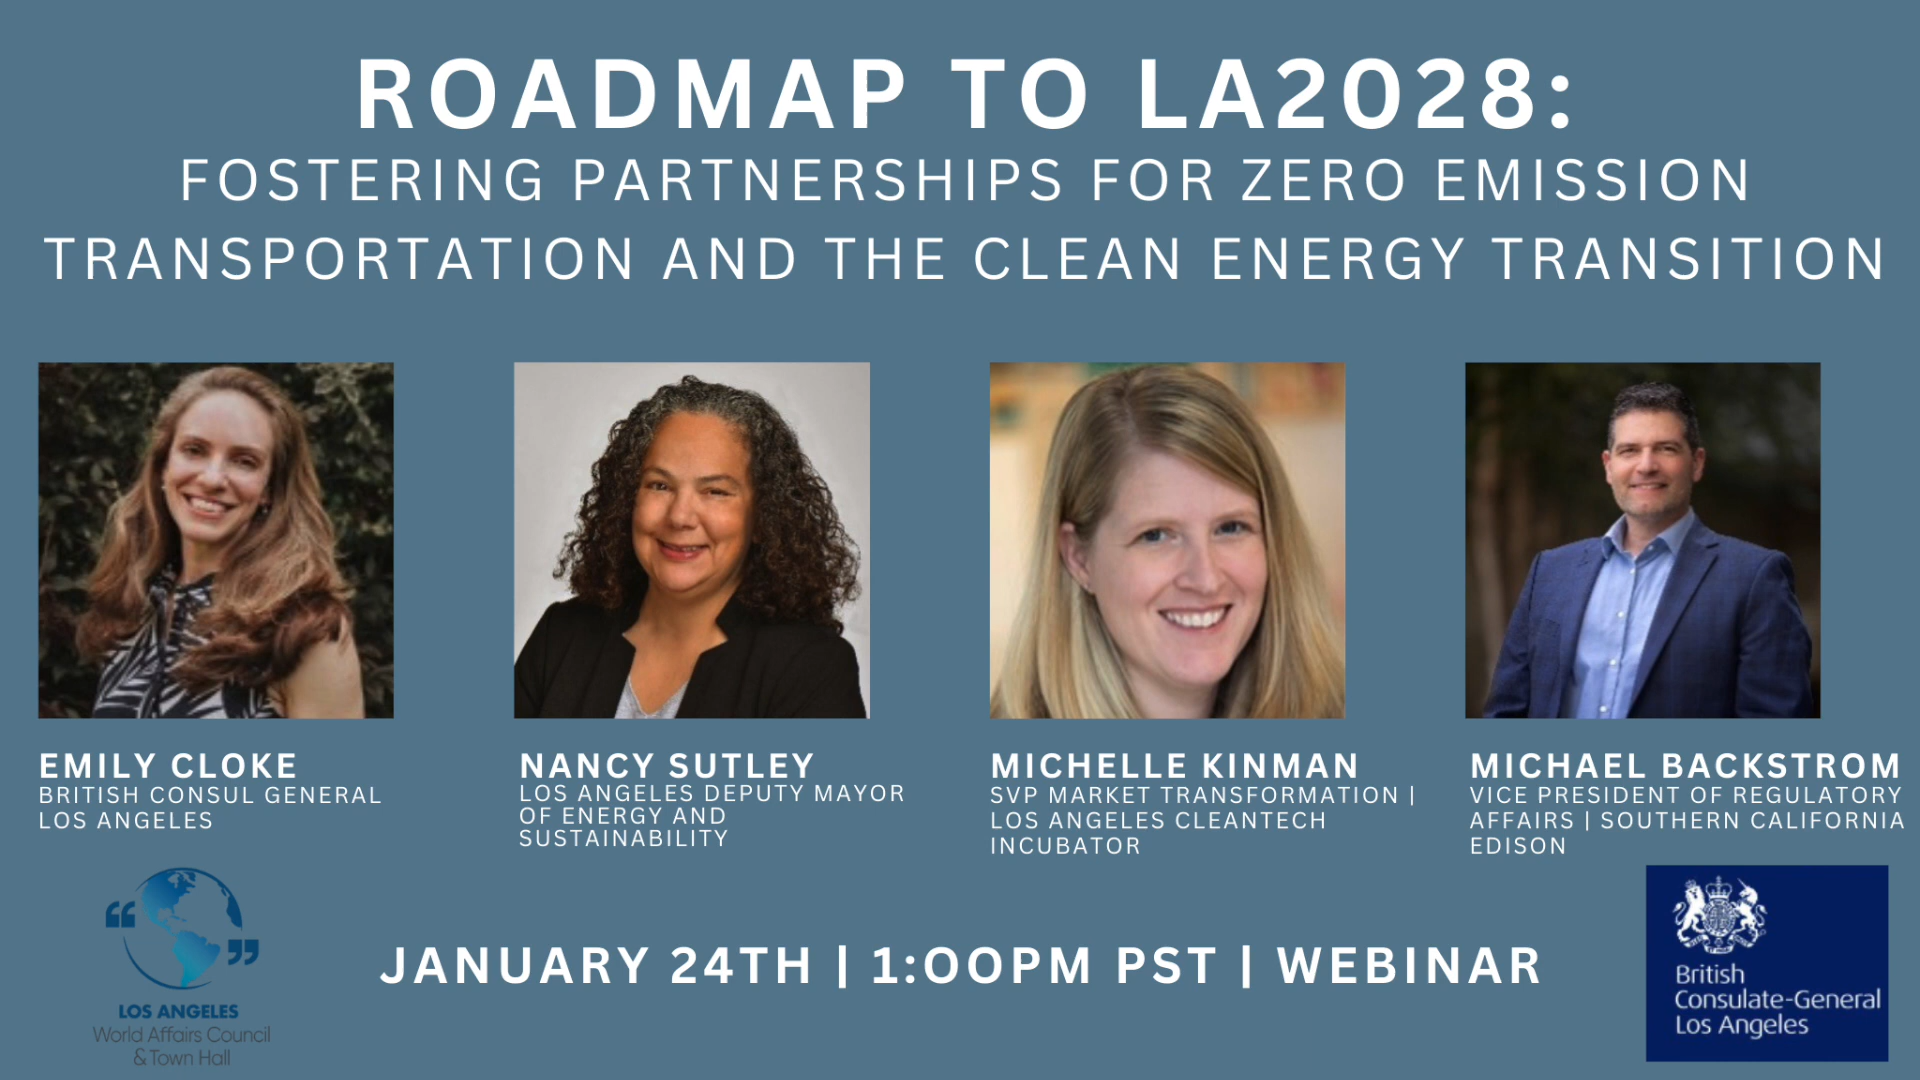 ROADMAP TO LA2028:
FOSTERING PARTNERSHIPS FOR ZERO EMISSION
TRANSPORTATION AND THE CLEAN ENERGY TRANSITION
EMILY CLOKE
BRITISH CONSUL GENERAL
LOS ANGELES
NANCY SUTLEY
LOS ANGELES DEPUTY MAYOR
OF ENERGY AND
SUSTAINABILITY
MICHELLE KINMAN
SVP MARKET TRANSFORMATION |
LOS ANGELES CLEANTECH
INCUBATOR
MICHAEL BACKSTROM
VICE PRESIDENT OF REGULATORY
AFFAIRS | SOUTHERN CALIFORNIA
EDISON
LOS ANGELES
World Affairs Council
& Town Hall
JANUARY 24TH | 1:00PM PST | WEBINAR
British
Consulate-General
Los Angeles